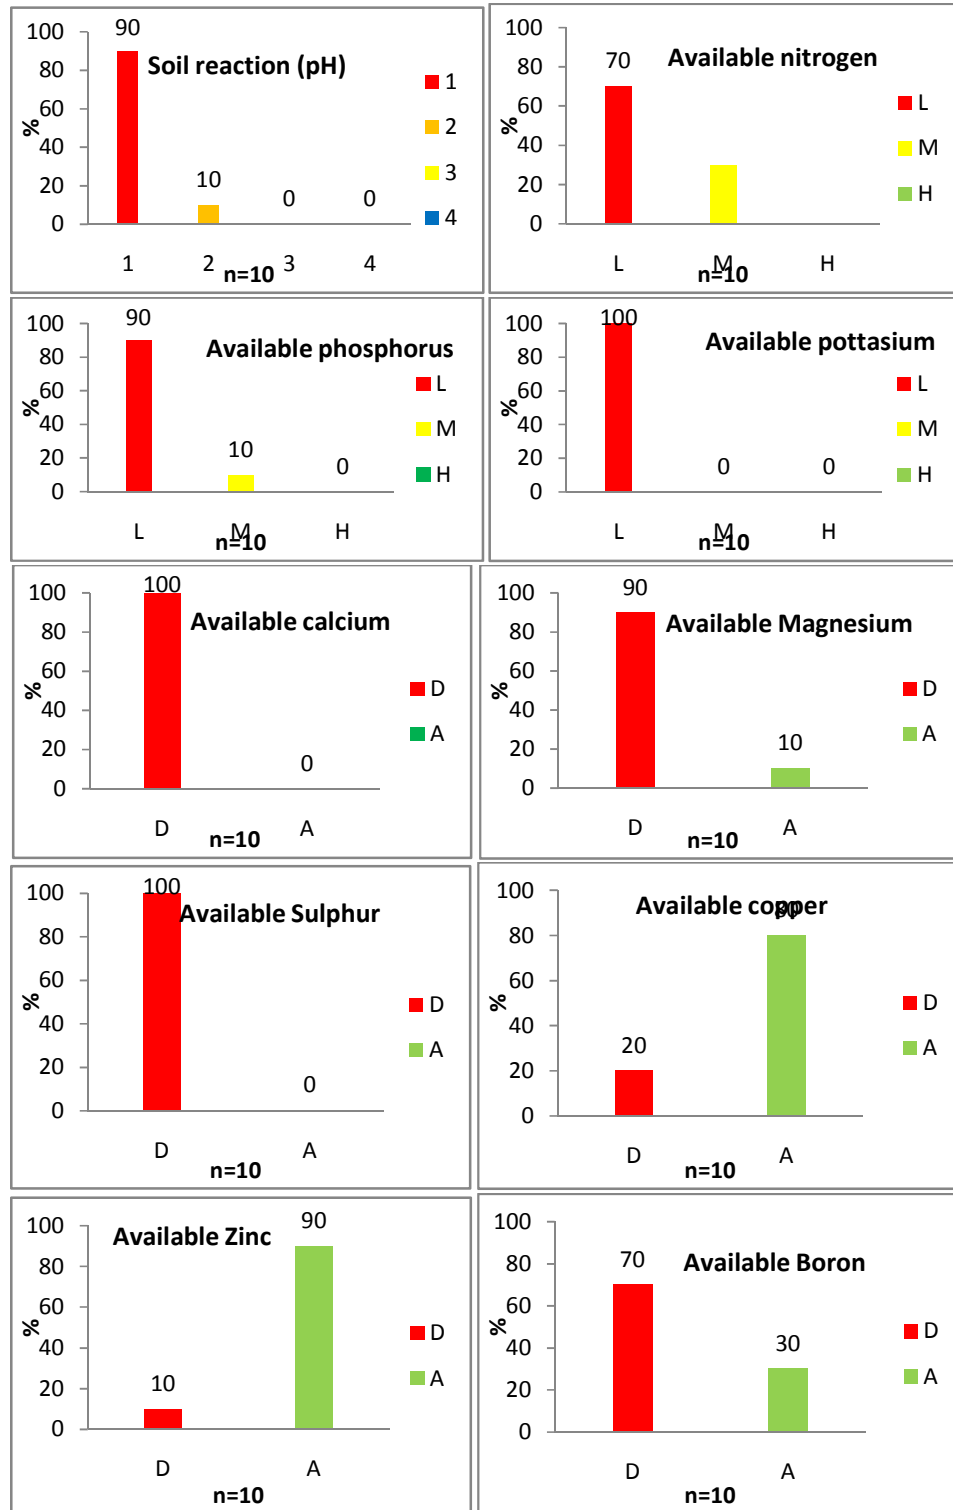 Soil reaction (pH)
90
100
80
60
40
20
0
%
10
0
0
1
2
3
4
n=10
1
2
3
4
Available nitrogen
100
80
60
40
20
0
%
70
L
M
H
n=10
L
M
H
Available phosphorus
90
100
80
60
40
20
0
%
10
0
L
M
H
n=10
L
M
H
Available pottasium
100
80
60
40
20
0
%
100
0
0
L
M
H
n=10
L
M
H
Available calcium
100
80
60
40
20
0
%
100
0
D
A
n=10
D
A
Available Magnesium
100
80
60
40
20
0
%
90
10
D
A
n=10
D
A
Available Sulphur
100
80
60
40
20
0
%
100
0
D
A
n=10
D
A
Available copper
100
80
60
40
20
0
%
20
80
D
A
n=10
D
A
Available Zinc
100
80
60
40
20
0
%
10
90
D
A
n=10
D
A
Available Boron
100
80
60
40
20
0
%
70
30
D
A
n=10
D
A